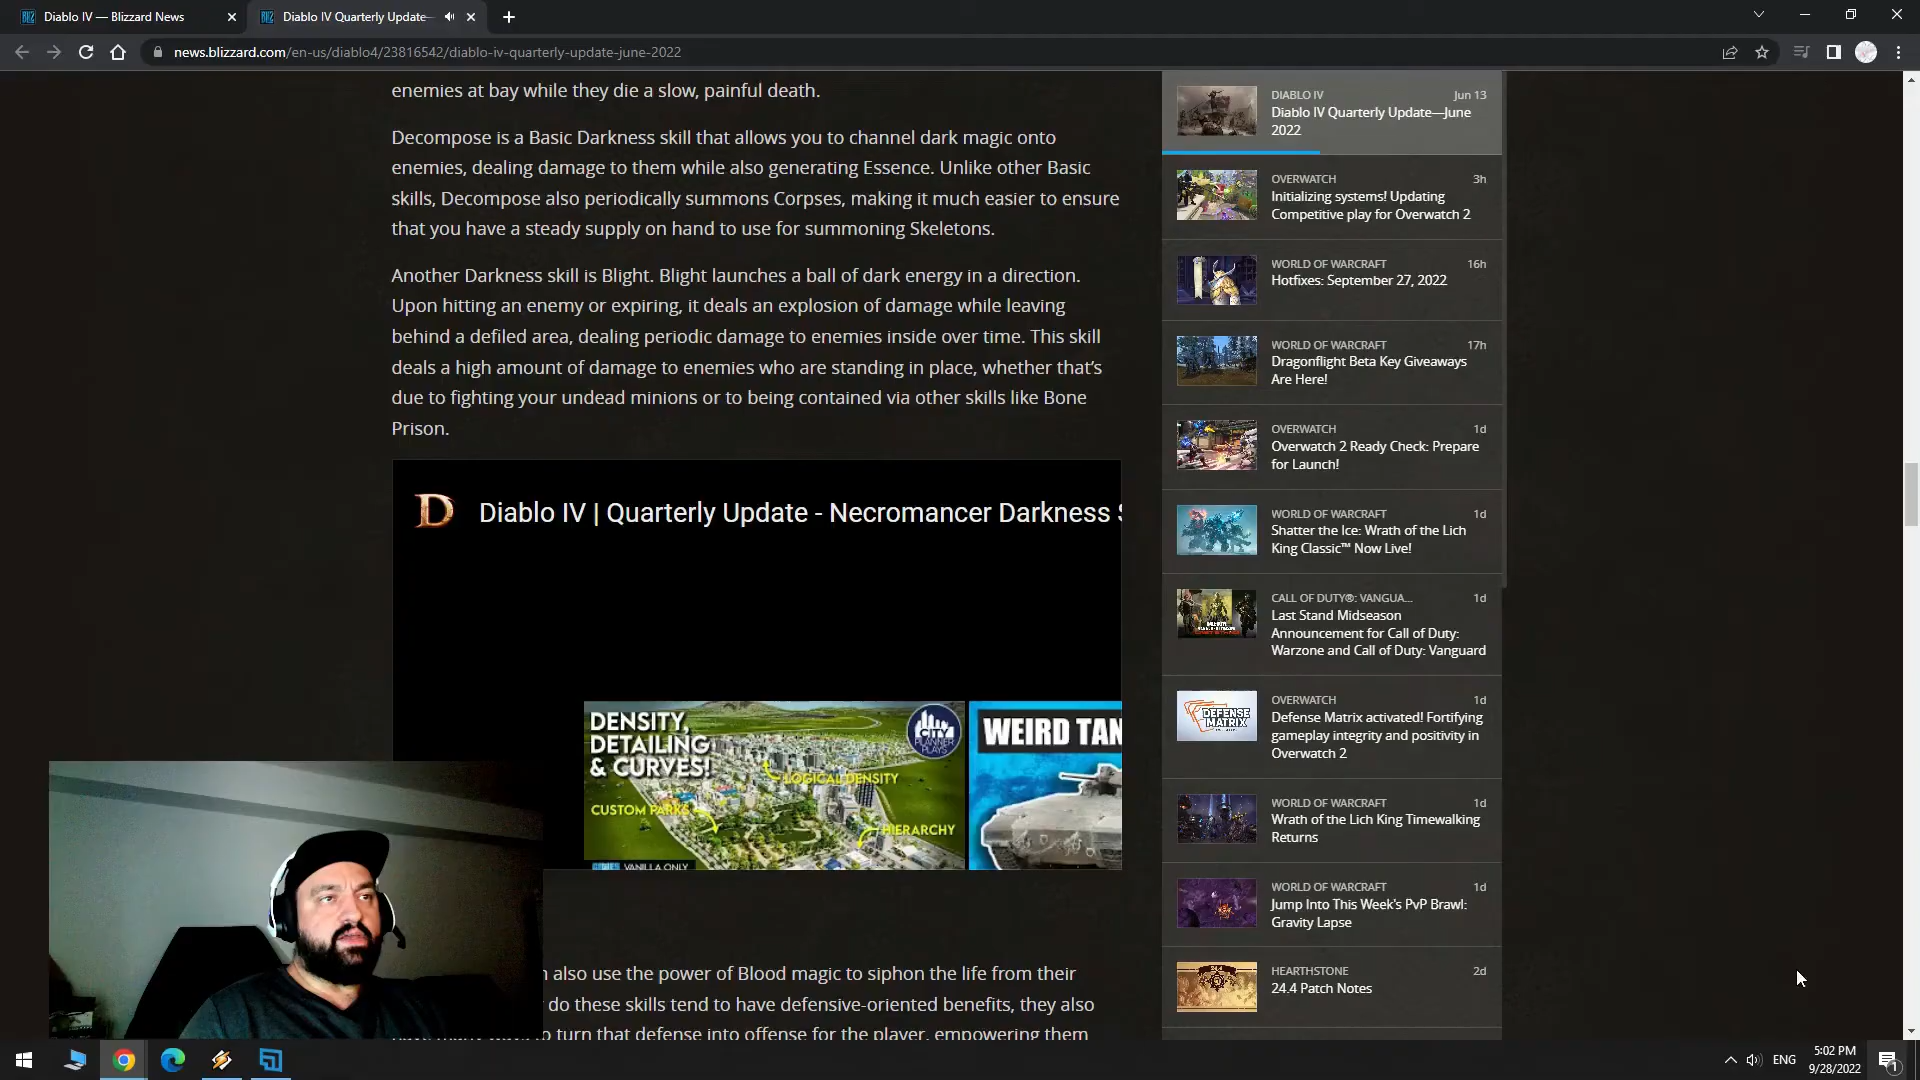 Diablo IV — Blizzard News
Diablo IV Quarterly Update—
news.blizzard.com/en-us/diablo4/23816542/diablo-iv-quarterly-update-june-2022
enemies at bay while they die a slow, painful death.
Decompose is a Basic Darkness skill that allows you to channel dark magic onto
enemies, dealing damage to them while also generating Essence. Unlike other Basic
skills, Decompose also periodically summons Corpses, making it much easier to ensure
that you have a steady supply on hand to use for summoning Skeletons.
Another Darkness skill is Blight. Blight launches a ball of dark energy in a direction.
Upon hitting an enemy or expiring, it deals an explosion of damage while leaving
behind a defiled area, dealing periodic damage to enemies inside over time. This skill
deals a high amount of damage to enemies who are standing in place, whether that’s
due to fighting your undead minions or to being contained via other skills like Bone
Prison.
Diablo IV | Quarterly Update - Necromancer Darkness S
DENSITY,
DETAILING
& CURVES!
CITY
PLANNER
PLAYS
LOGICAL DENSITY
CUSTOM PARKS
HIERARCHY
VANILLA ONLY
WEIRD TAN
also use the power of Blood magic to siphon the life from their
do these skills tend to have defensive-oriented benefits, they also
to turn that defense into offense for the player, empowering them
DIABLO IV
Jun 13
Diablo IV Quarterly Update—June
2022
OVERWATCH
3h
Initializing systems! Updating
Competitive play for Overwatch 2
WORLD OF WARCRAFT
16h
Hotfixes: September 27, 2022
WORLD OF WARCRAFT
17h
Dragonflight Beta Key Giveaways
Are Here!
OVERWATCH
1d
Overwatch 2 Ready Check: Prepare
for Launch!
WORLD OF WARCRAFT
1d
Shatter the Ice: Wrath of the Lich
King Classic™ Now Live!
CALL OF DUTY®: VANGUA...
1d
Last Stand Midseason
Announcement for Call of Duty:
Warzone and Call of Duty: Vanguard
DEFENSE
MATRIX
OVERWATCH
1d
Defense Matrix activated! Fortifying
gameplay integrity and positivity in
Overwatch 2
WORLD OF WARCRAFT
1d
Wrath of the Lich King Timewalking
Returns
WORLD OF WARCRAFT
1d
Jump Into This Week's PvP Brawl:
Gravity Lapse
24.4
HEARTHSTONE
2d
24.4 Patch Notes
ENG
5:02 PM
9/28/2022
1